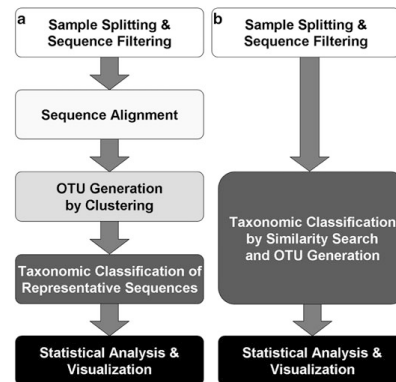 a
Sample Splitting &
Sequence Filtering
Sequence Alignment
OTU Generation
by Clustering
Taxonomic Classification of
Representative Sequences
Statistical Analysis &
Visualization
b
Sample Splitting &
Sequence Filtering
Taxonomic Classification
by Similarity Search
and OTU Generation
Statistical Analysis &
Visualization